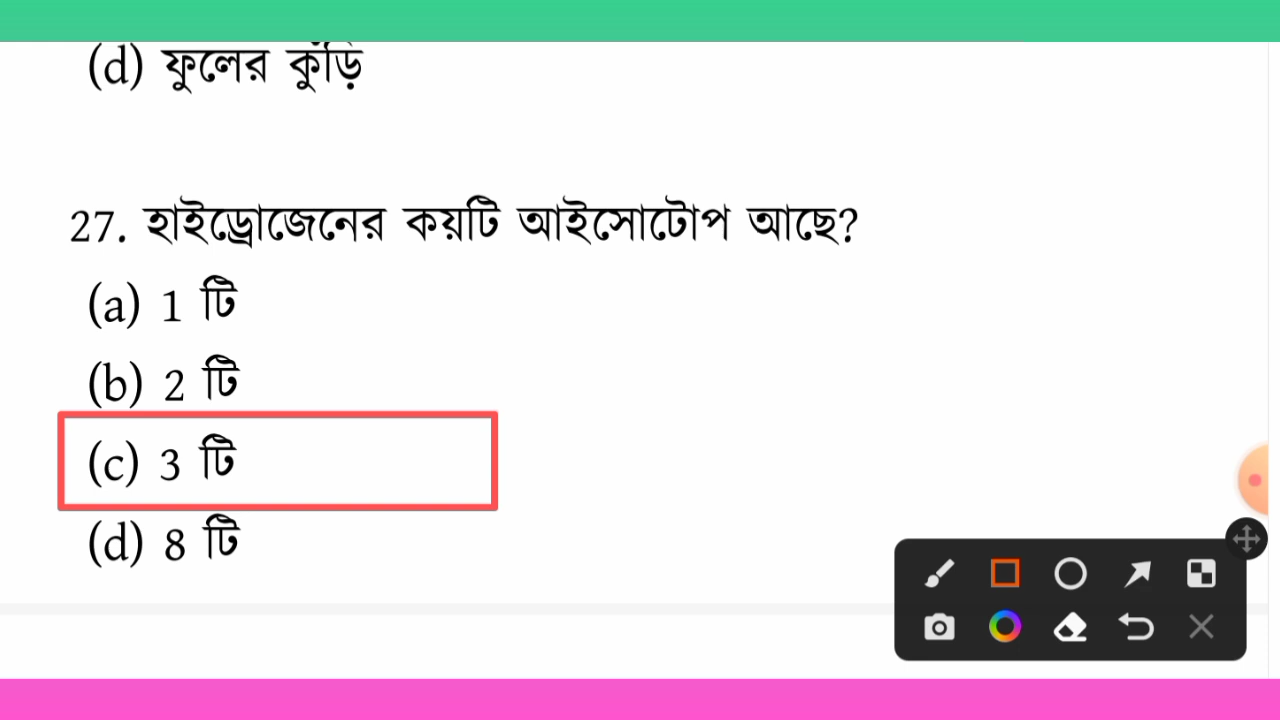 (d) ফুলের কুঁড়ি
27. হাইড্রোজেনের কয়টি আইসোটোপ আছে?
(a) 1 টি
(b) 2 টি
(c) 3 টি
(d) 8 টি